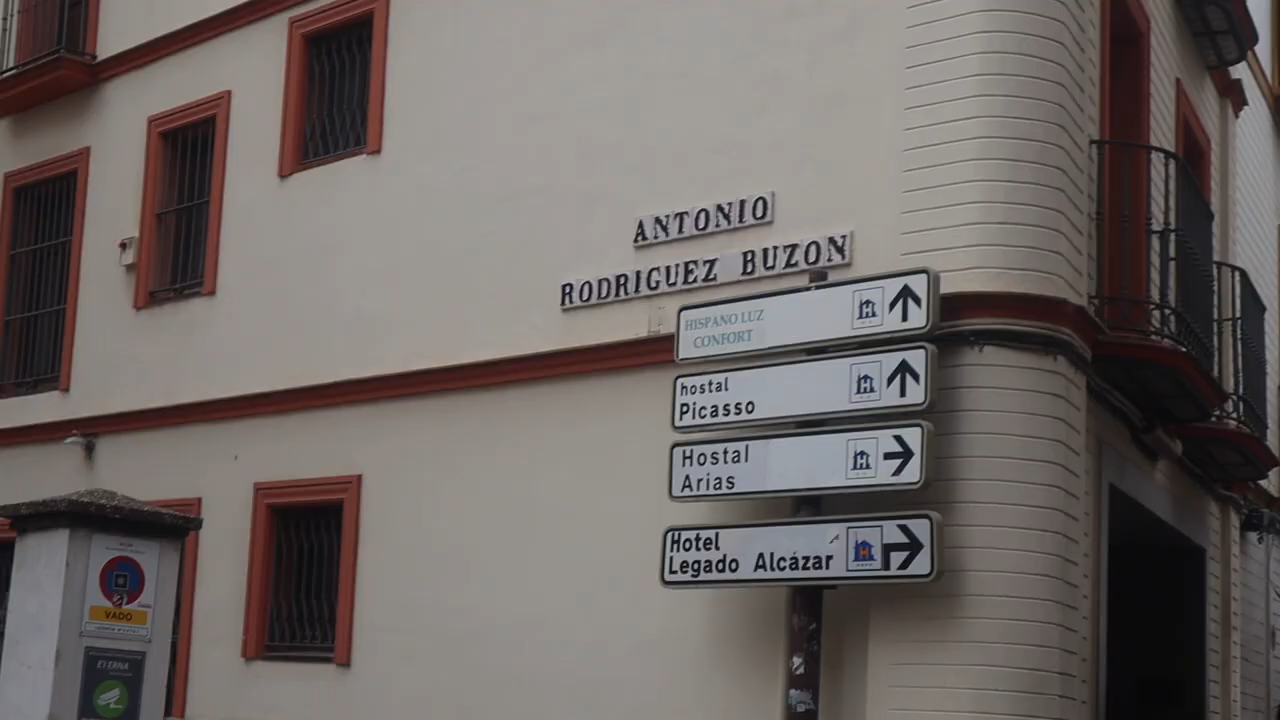 ANTONIO
RODRIGUEZ BUZON
HISPANO LUZ
CONFORT
hostal
Picasso
Hostal
Arias
Hotel
Legado Alcázar
VADO